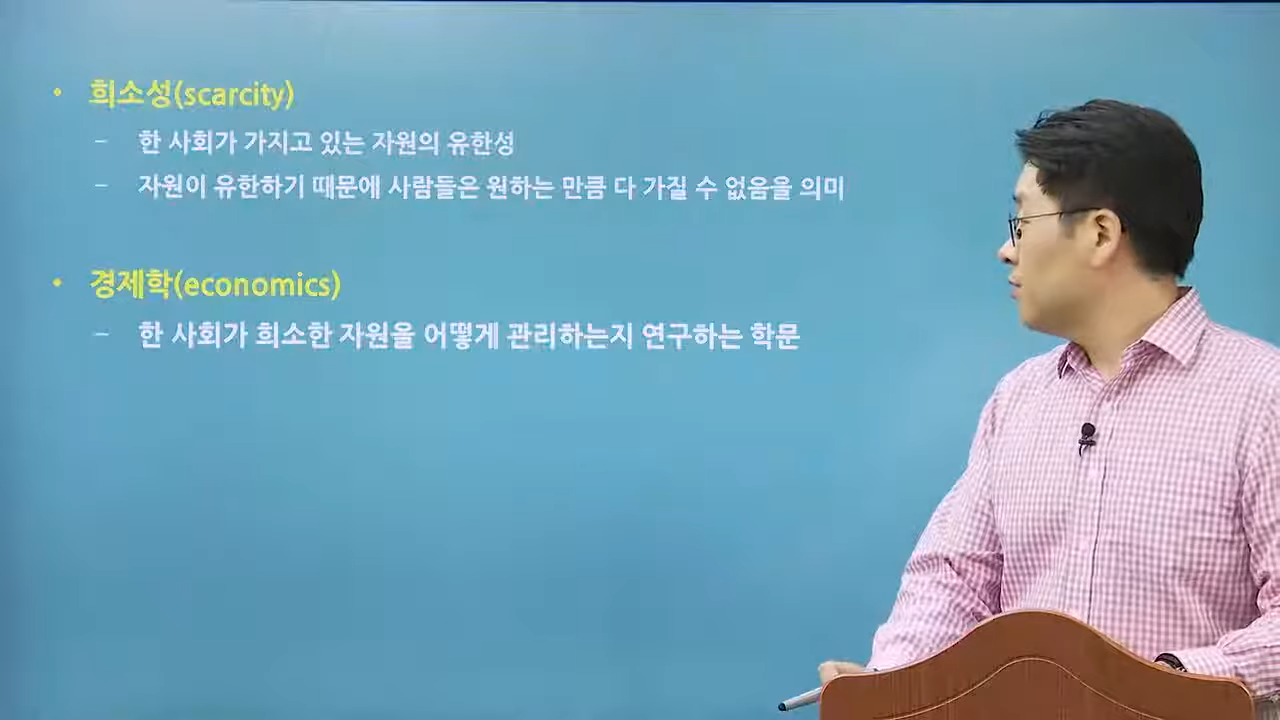 • 희소성(scarcity)
– 한 사회가 가지고 있는 자원의 유한성
– 자원이 유한하기 때문에 사람들은 원하는 만큼 다 가질 수 없음을 의미
• 경제학(economics)
– 한 사회가 희소한 자원을 어떻게 관리하는지 연구하는 학문